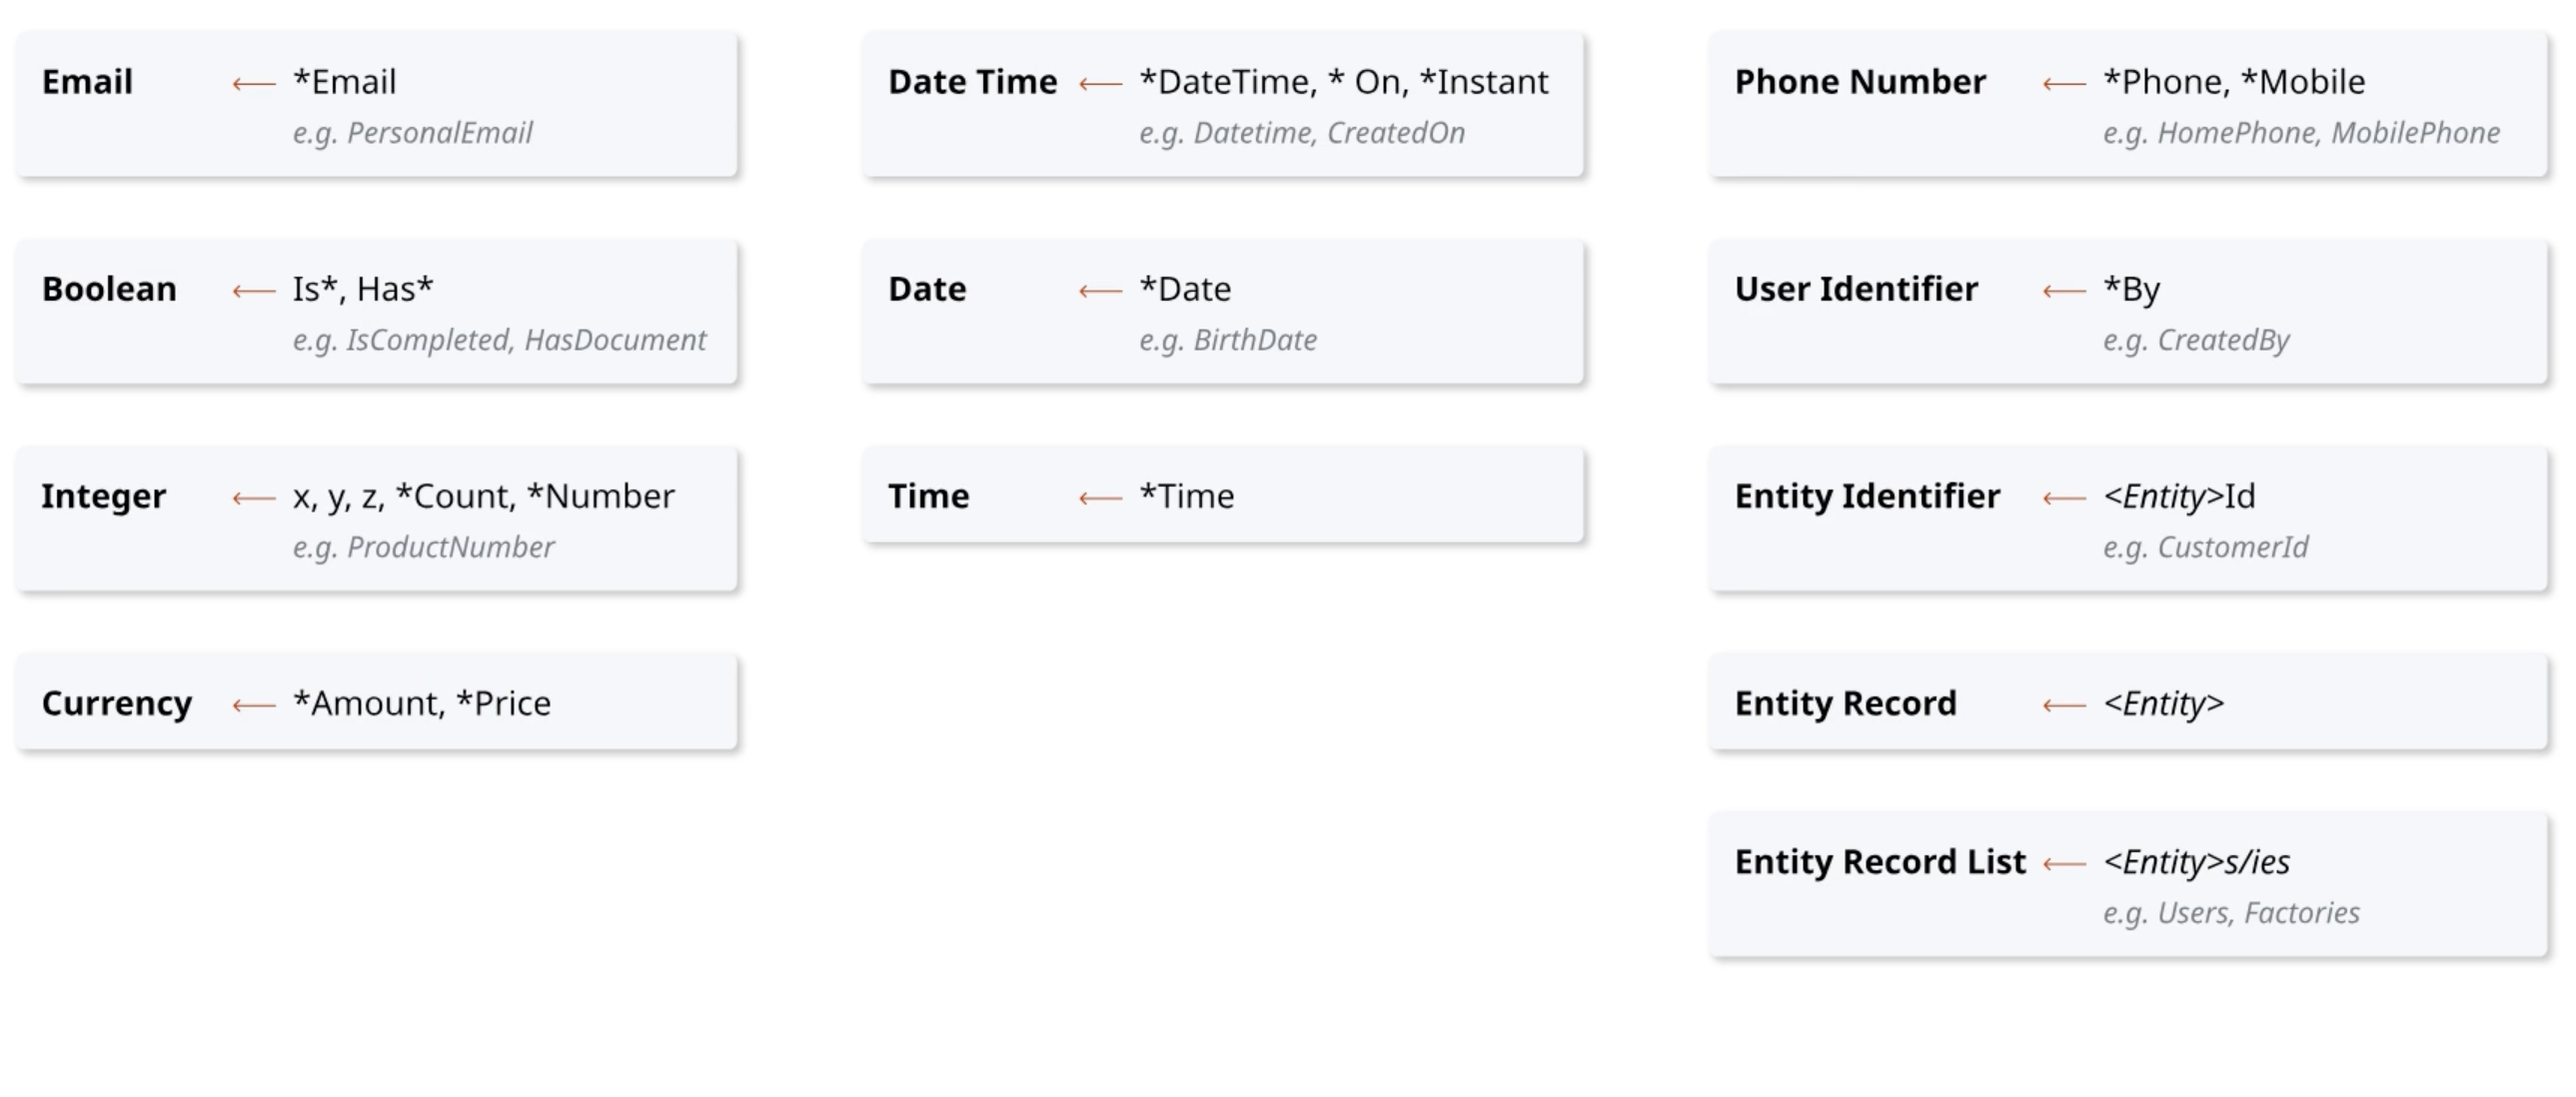 Email ← *Email
e.g. PersonalEmail
Boolean ← Is*, Has*
e.g. IsCompleted, HasDocument
Integer ← x, y, z, *Count, *Number
e.g. ProductNumber
Currency ← *Amount, *Price
Date Time ← *DateTime, * On, *Instant
e.g. Datetime, CreatedOn
Date ← *Date
e.g. BirthDate
Time ← *Time
Phone Number ← *Phone, *Mobile
e.g. HomePhone, MobilePhone
User Identifier ← *By
e.g. CreatedBy
Entity Identifier ← <Entity>Id
e.g. CustomerId
Entity Record ← <Entity>
Entity Record List ← <Entity>s/ies
e.g. Users, Factories